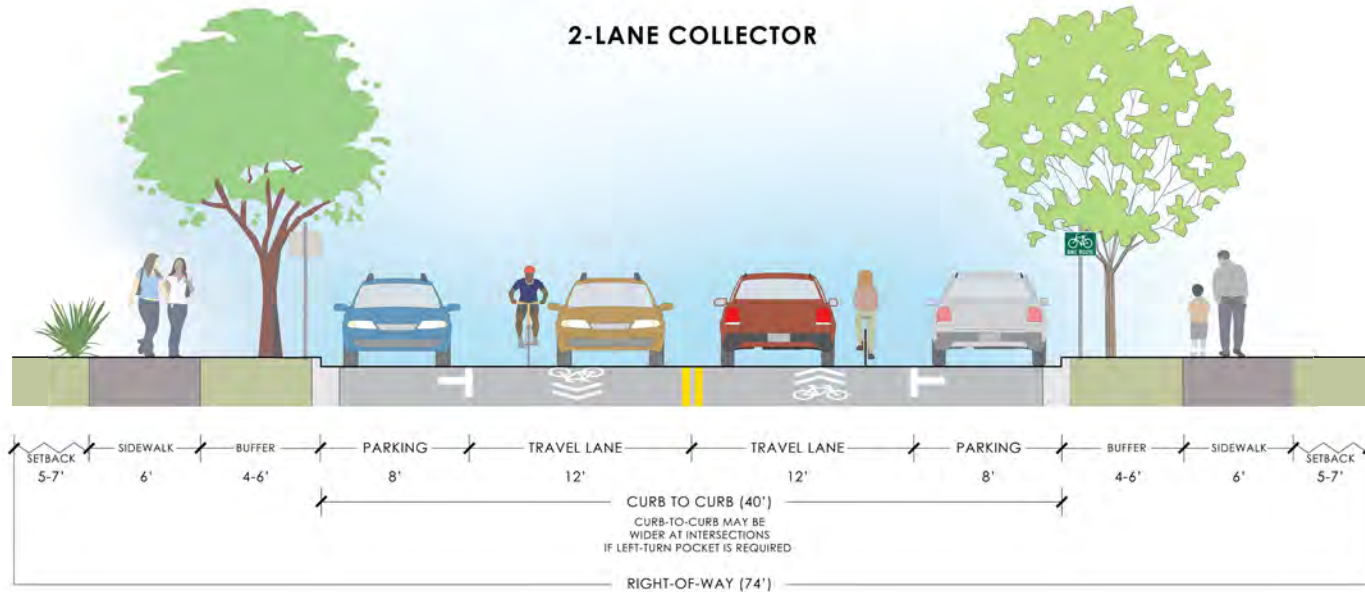 2-LANE COLLECTOR
BIKE ROUTE
SETBACK SIDEWALK BUFFER PARKING TRAVEL LANE TRAVEL LANE PARKING BUFFER SIDEWALK SETBACK
5-7' 6' 4-6' 8' 12' 12' 8' 4-6' 6' 5-7'
CURB TO CURB (40')
CURB-TO-CURB MAY BE
WIDER AT INTERSECTIONS
IF LEFT-TURN POCKET IS REQUIRED
RIGHT-OF-WAY (74')